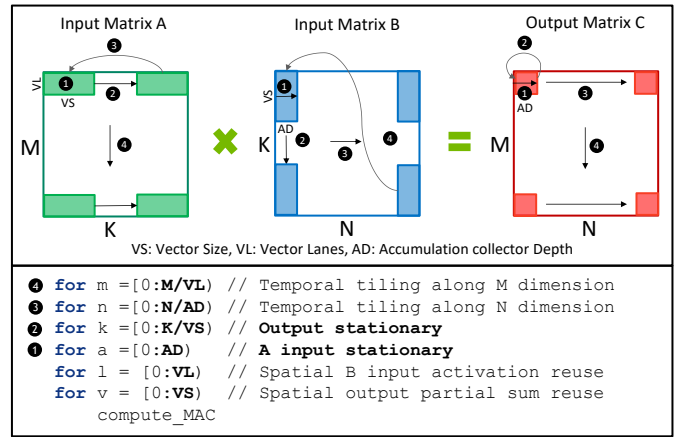 Input Matrix A
Input Matrix B
Output Matrix C
3
2
VL
1
VS
2
4
M
K
VS
1
AD
2
3
4
K
N
1
AD
3
4
M
N
VS: Vector Size, VL: Vector Lanes, AD: Accumulation collector Depth
4 for m =[0:M/VL) // Temporal tiling along M dimension
3 for n =[0:N/AD) // Temporal tiling along N dimension
2 for k =[0:K/VS) // Output stationary
1 for a =[0:AD) // A input stationary
for l = [0:VL) // Spatial B input activation reuse
for v = [0:VS) // Spatial output partial sum reuse
compute_MAC